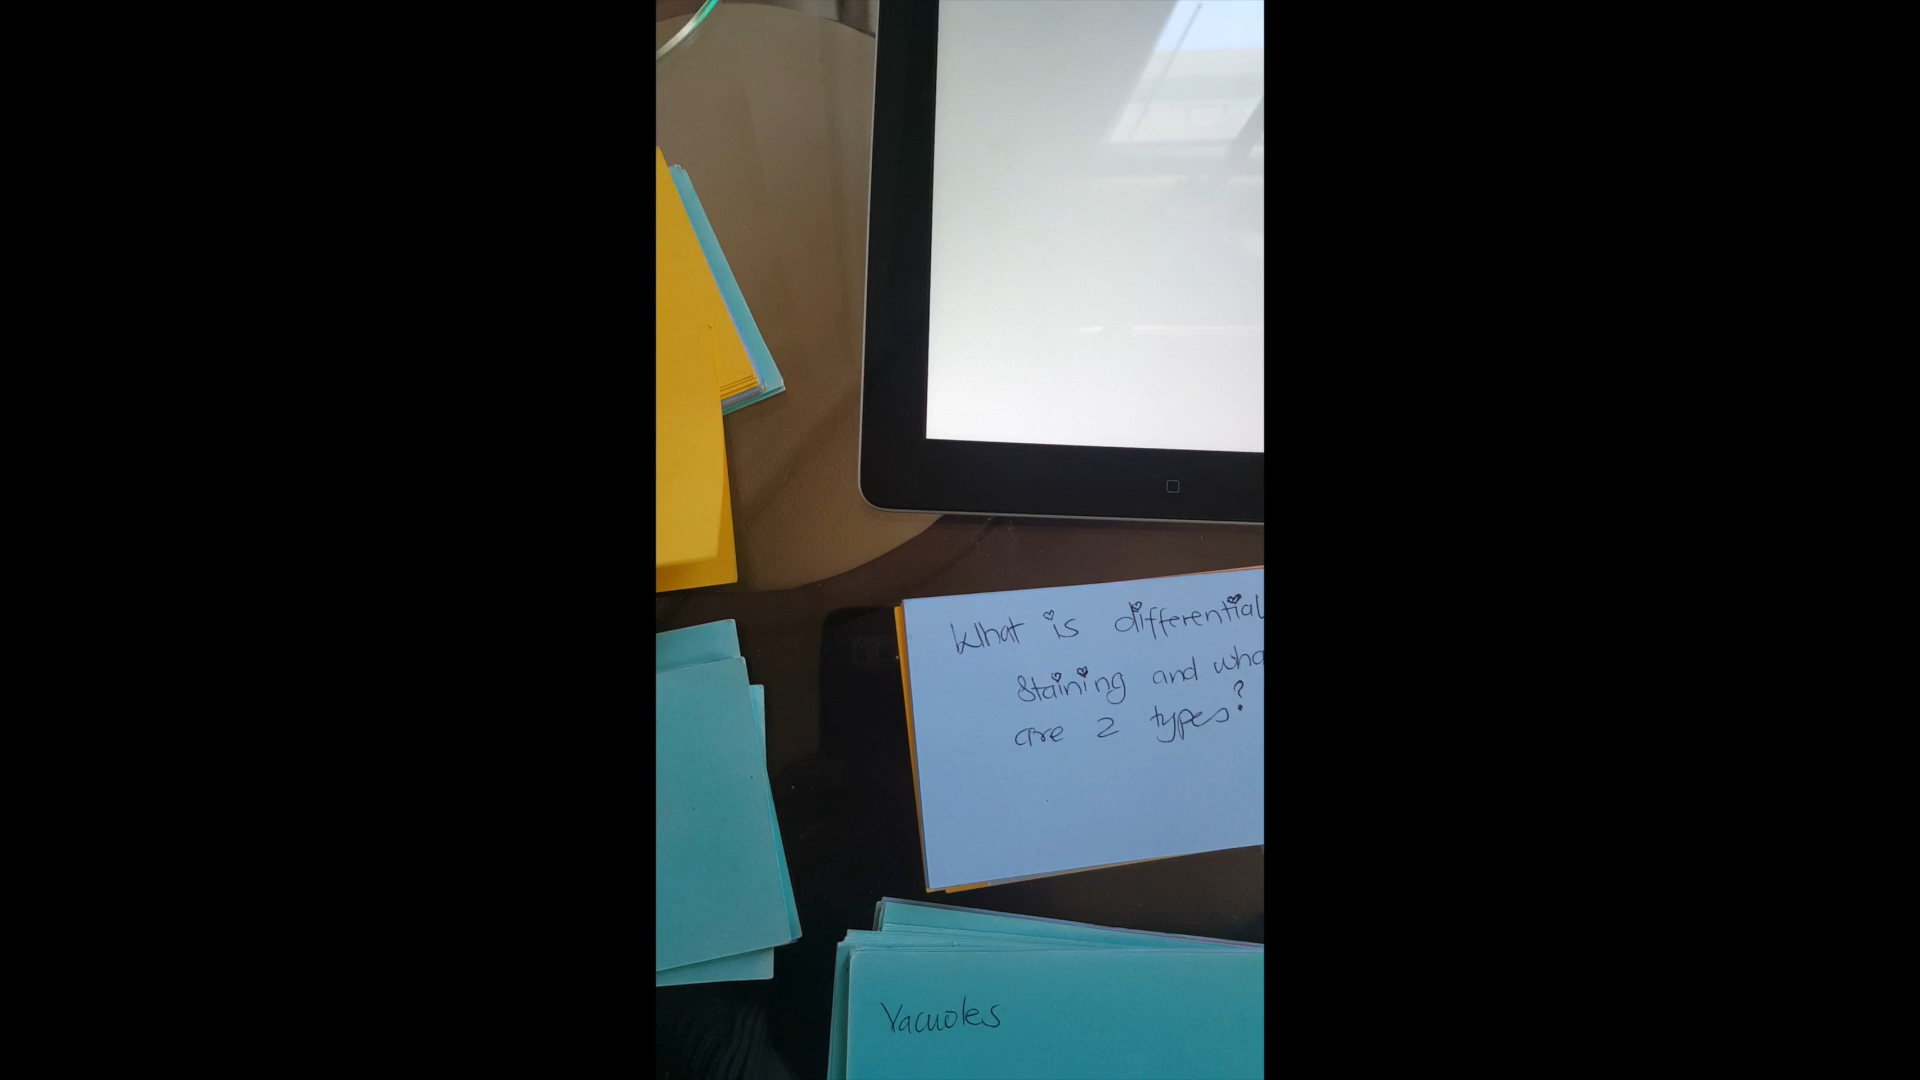 What is differential
staining and wha
are 2 types?
Vacuoles